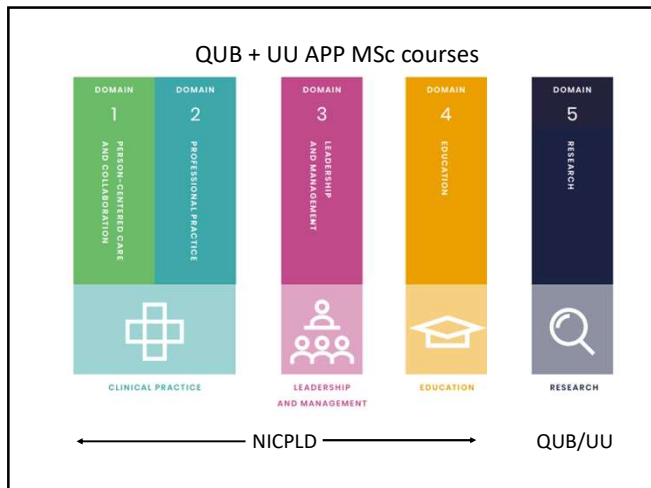 QUB + UU APP MSc courses
DOMAIN
1
PERSON-CENTERED CARE
AND COLLABORATION
DOMAIN
2
PROFESSIONAL PRACTICE
DOMAIN
3
LEADERSHIP
AND MANAGEMENT
DOMAIN
4
EDUCATION
DOMAIN
5
RESEARCH
CLINICAL PRACTICE
LEADERSHIP
AND MANAGEMENT
EDUCATION
RESEARCH
NICPLD
QUB/UU